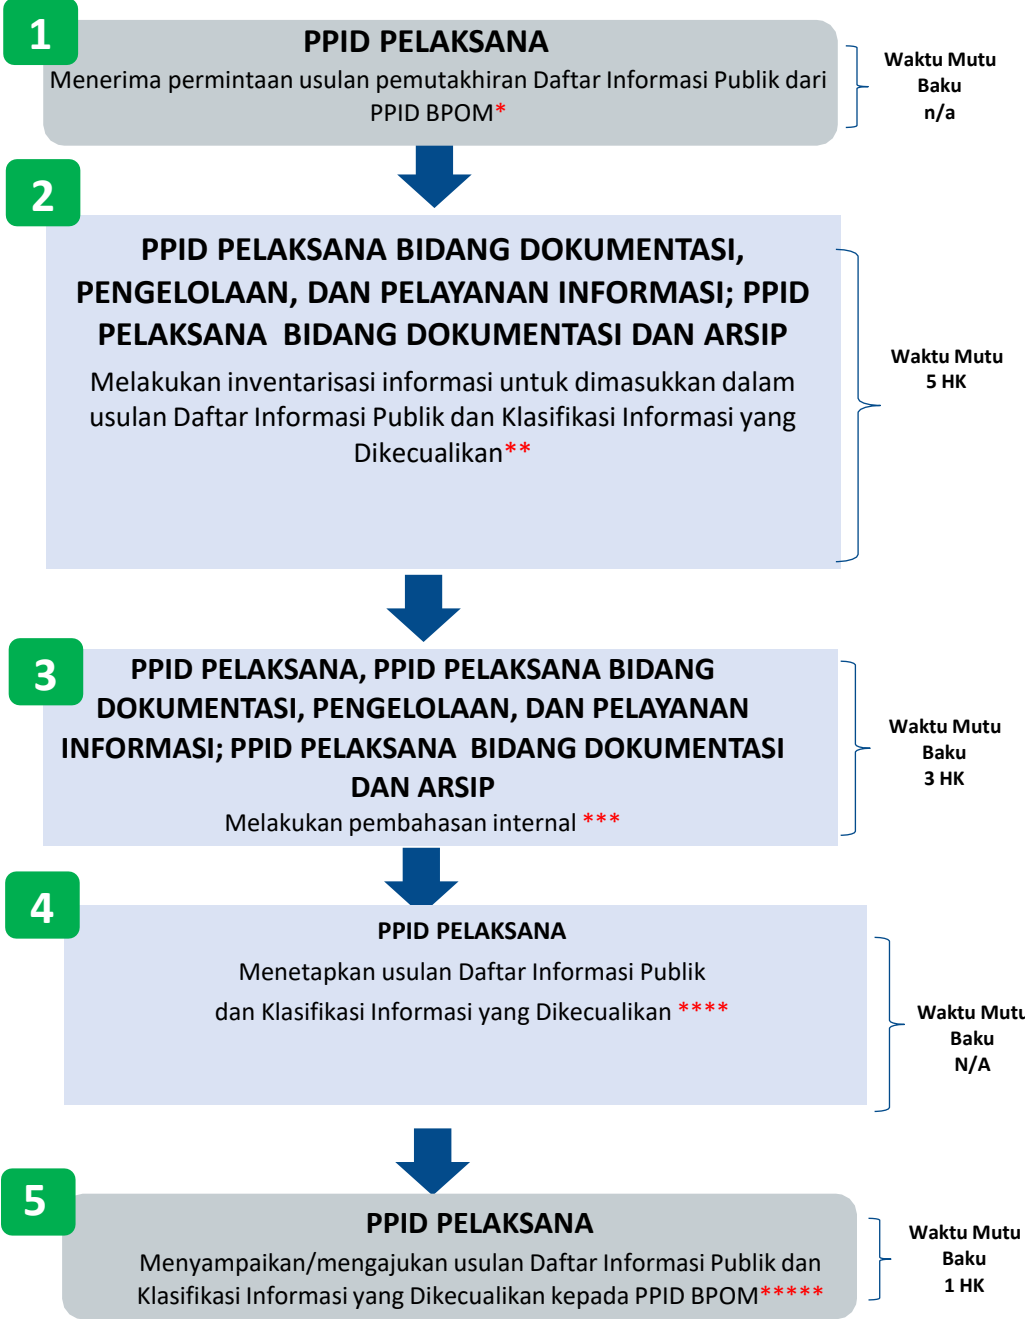 1
PPID PELAKSANA
Menerima permintaan usulan pemutakhiran Daftar Informasi Publik dari
PPID BPOM*
Waktu Mutu
Baku
n/a
2
PPID PELAKSANA BIDANG DOKUMENTASI,
PENGELOLAAN, DAN PELAYANAN INFORMASI; PPID
PELAKSANA BIDANG DOKUMENTASI DAN ARSIP
Melakukan inventarisasi informasi untuk dimasukkan dalam
usulan Daftar Informasi Publik dan Klasifikasi Informasi yang
Dikecualikan**
Waktu Mutu
5 HK
3
PPID PELAKSANA, PPID PELAKSANA BIDANG
DOKUMENTASI, PENGELOLAAN, DAN PELAYANAN
INFORMASI; PPID PELAKSANA BIDANG DOKUMENTASI
DAN ARSIP
Melakukan pembahasan internal ***
Waktu Mutu
Baku
3 HK
4
PPID PELAKSANA
Menetapkan usulan Daftar Informasi Publik
dan Klasifikasi Informasi yang Dikecualikan ****
Waktu Mutu
Baku
N/A
5
PPID PELAKSANA
Menyampaikan/mengajukan usulan Daftar Informasi Publik dan
Klasifikasi Informasi yang Dikecualikan kepada PPID BPOM*****
Waktu Mutu
Baku
1 HK